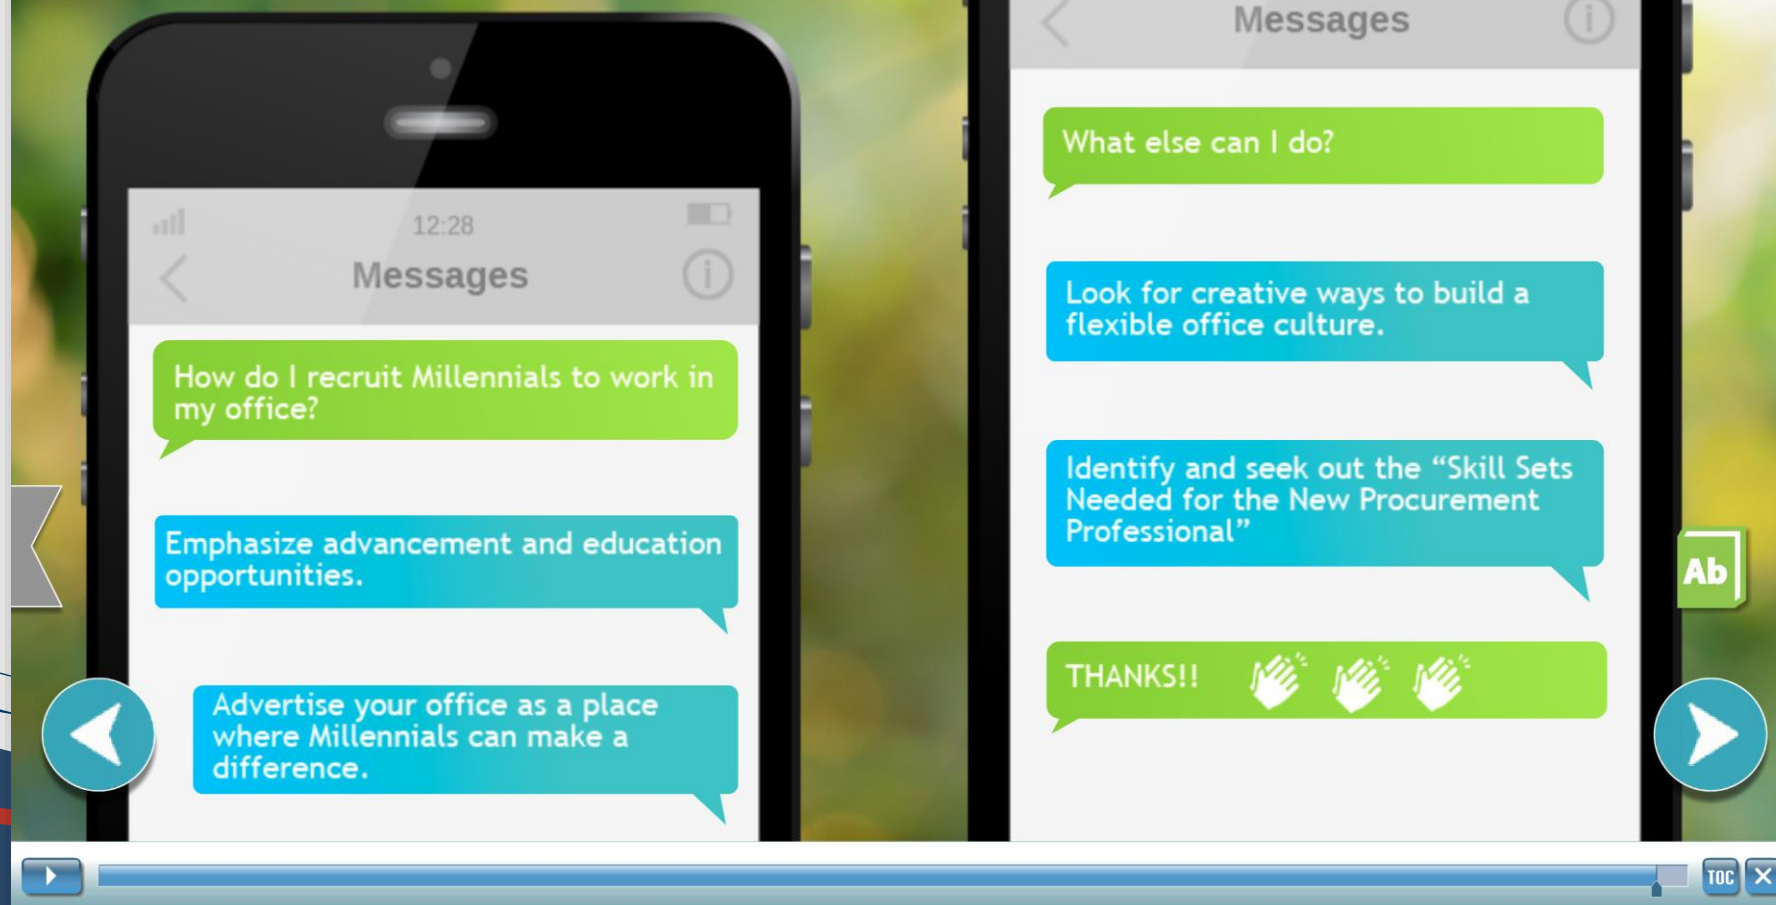 12:28
Messages
How do I recruit Millennials to work in
my office?
Emphasize advancement and education
opportunities.
Advertise your office as a place
where Millennials can make a
difference.
Messages
What else can I do?
Look for creative ways to build a
flexible office culture.
Identify and seek out the “Skill Sets
Needed for the New Procurement
Professional”
THANKS!!
Ab
TOC